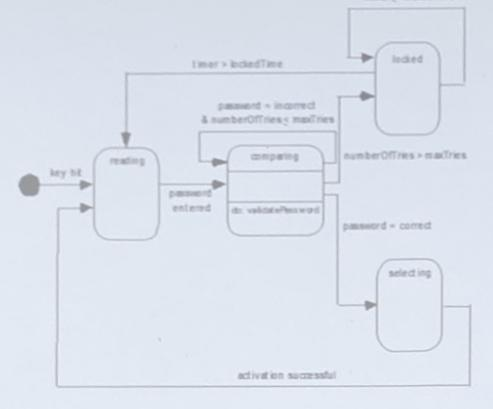 timer > lockedTime
locked
password = incorrect
& numberOfTries < maxTries
reading
comparing
numberOfTries > maxTries
key hit
password
entered
do: validatePassword
password = correct
selecting
activation successful